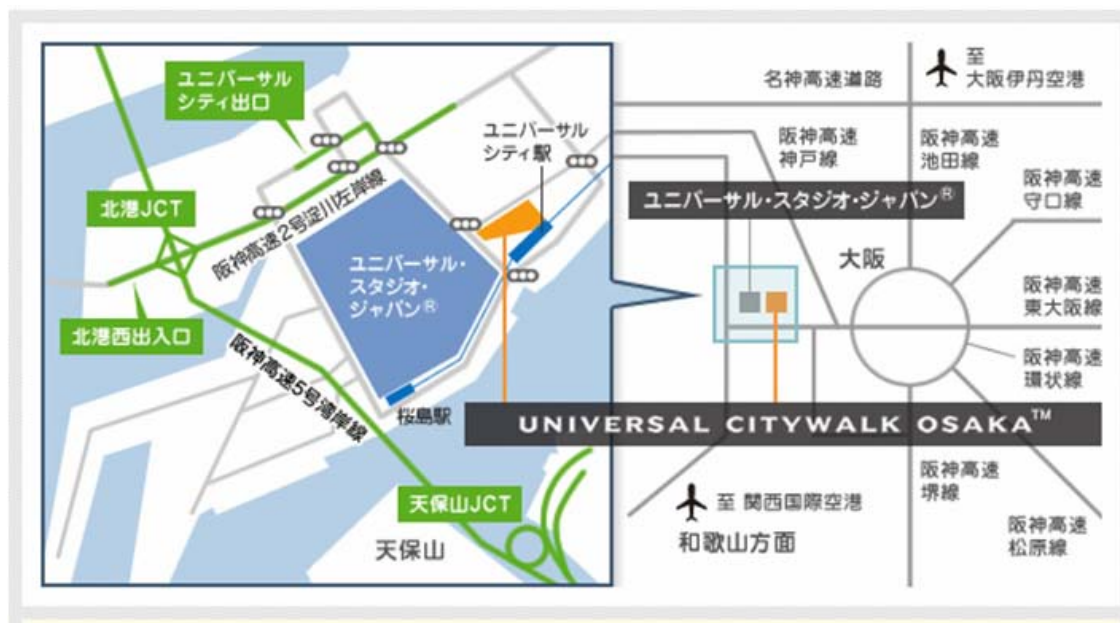 ユニバーサル
シティ出口
ユニバーサル
シティ駅
北港JCT
阪神高速2号淀川左岸線
ユニバーサル・
スタジオ・
ジャパン®
北港西出入口
阪神高速5号湾岸線
桜島駅
天保山JCT
天保山
名神高速道路
至
大阪伊丹空港
阪神高速
神戸線
阪神高速
池田線
阪神高速
守口線
ユニバーサル・スタジオ・ジャパン®
大阪
阪神高速
東大阪線
阪神高速
環状線
UNIVERSAL CITYWALK OSAKA™
阪神高速
堺線
至 関西国際空港
和歌山方面
阪神高速
松原線